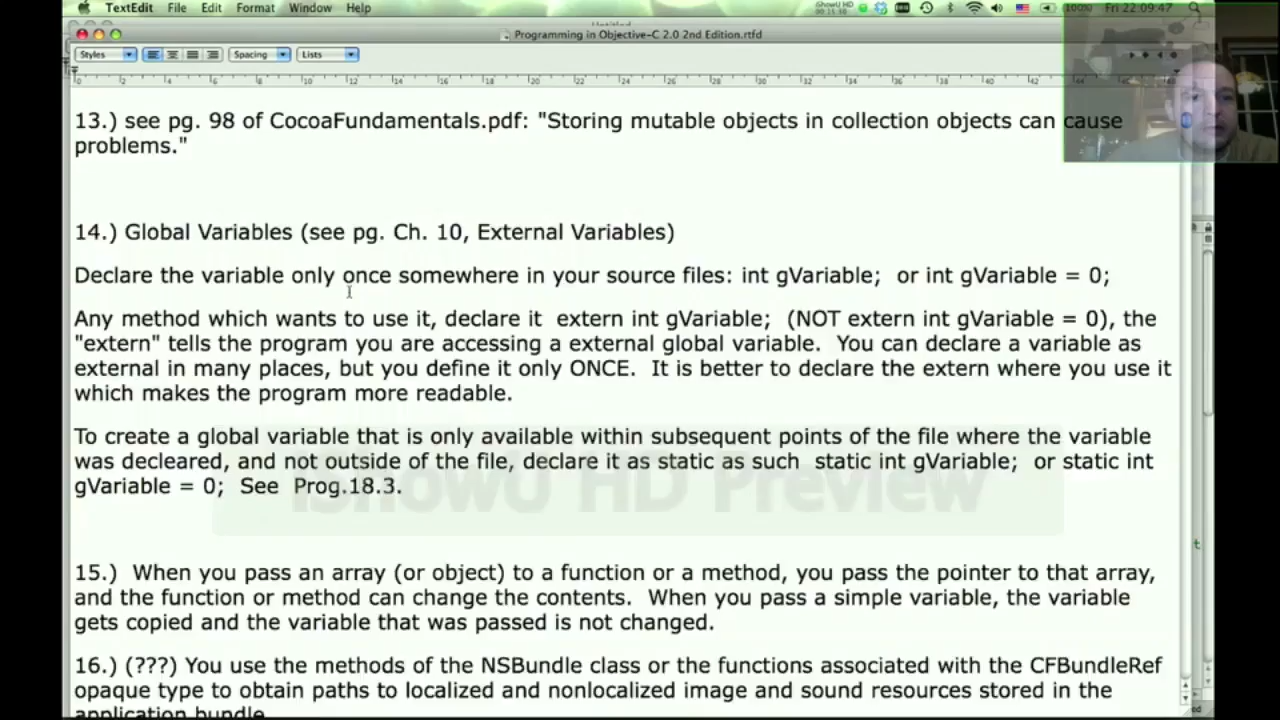 TextEdit File Edit Format Window Help
Fri 22:09:47
Programming in Objective-C 2.0 2nd Edition.rtfd
Styles Spacing Lists
13.) see pg. 98 of CocoaFundamentals.pdf: "Storing mutable objects in collection objects can cause
problems."
14.) Global Variables (see pg. Ch. 10, External Variables)
Declare the variable only once somewhere in your source files: int gVariable;  or int gVariable = 0;
Any method which wants to use it, declare it  extern int gVariable;  (NOT extern int gVariable = 0), the
"extern" tells the program you are accessing a external global variable.  You can declare a variable as
external in many places, but you define it only ONCE.  It is better to declare the extern where you use it
which makes the program more readable.
To create a global variable that is only available within subsequent points of the file where the variable
was decleared, and not outside of the file, declare it as static as such  static int gVariable;  or static int
gVariable = 0;  See  Prog.18.3.
iShowU HD Preview
15.)  When you pass an array (or object) to a function or a method, you pass the pointer to that array,
and the function or method can change the contents.  When you pass a simple variable, the variable
gets copied and the variable that was passed is not changed.
16.) (???) You use the methods of the NSBundle class or the functions associated with the CFBundleRef
opaque type to obtain paths to localized and nonlocalized image and sound resources stored in the
application bundle